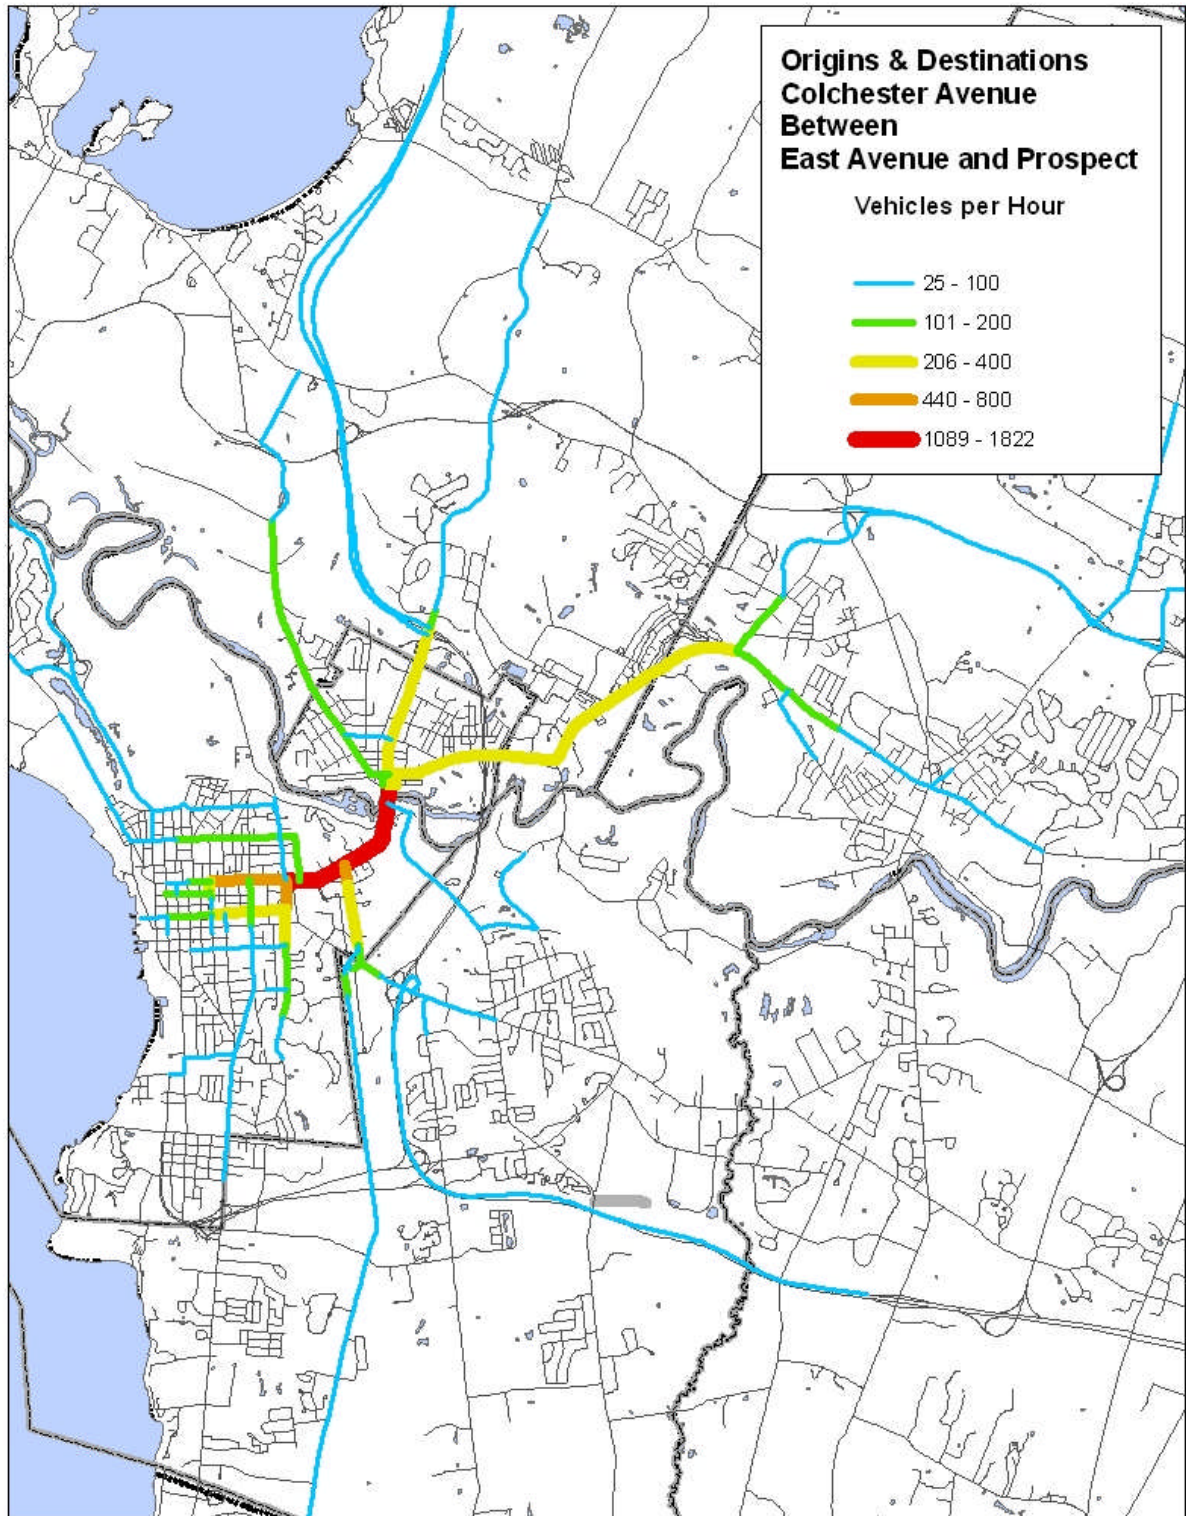 Origins & Destinations
Colchester Avenue
Between
East Avenue and Prospect
Vehicles per Hour
25 - 100
101 - 200
206 - 400
440 - 800
1089 - 1822